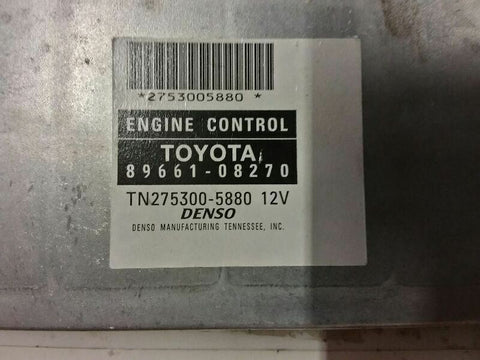 *2753005880*
ENGINE CONTROL
TOYOTA
89661-08270
TN275300-5880 12V
DENSO
DENSO MANUFACTURING TENNESSEE, INC.